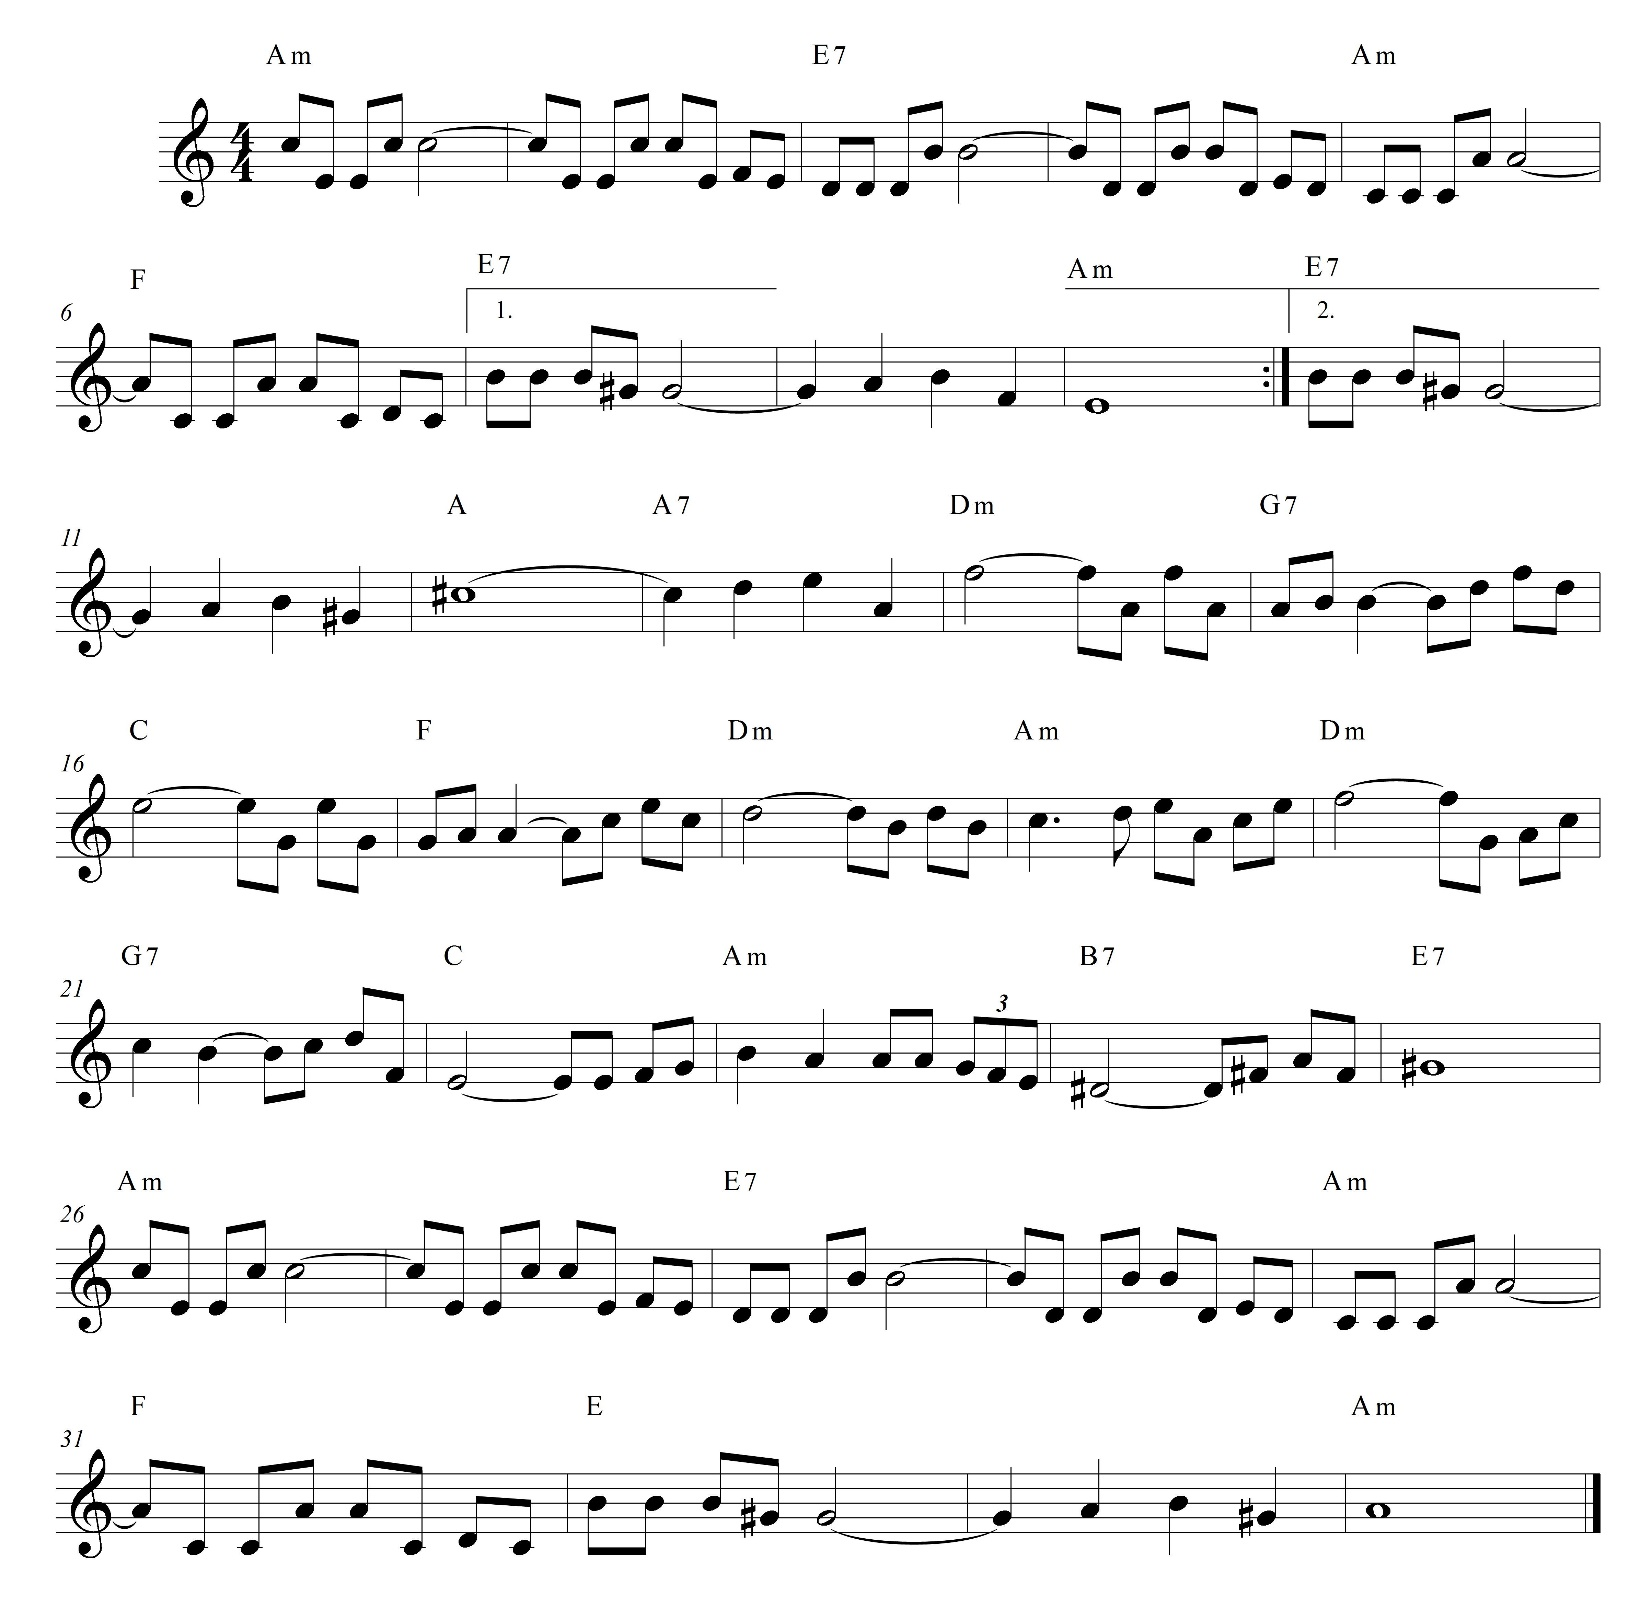 Am E7 Am
4
4
F E7 Am E7
6 1. 2.
A A7 Dm G7
11
C F Dm Am Dm
16
G7 C Am B7 E7
21 3
Am E7 Am
26
F E Am
31